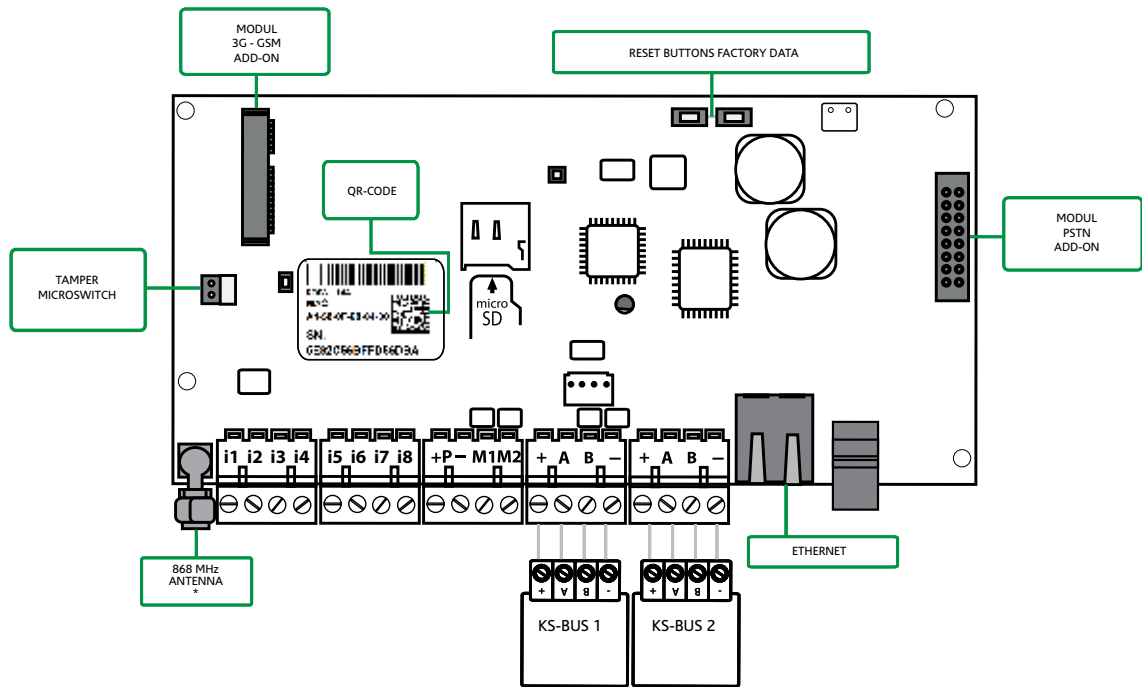 MODUL
3G - GSM
ADD-ON
RESET BUTTONS FACTORY DATA
QR-CODE
MODUL
PSTN
ADD-ON
TAMPER
MICROSWITCH
micro
SD
SN.
i1 i2 i3 i4
i5 i6 i7 i8
+P− M1 M2
+ A B −
+ A B −
868 MHz
ANTENNA
*
ETHERNET
+ A B -
+ A B -
KS-BUS 1
KS-BUS 2